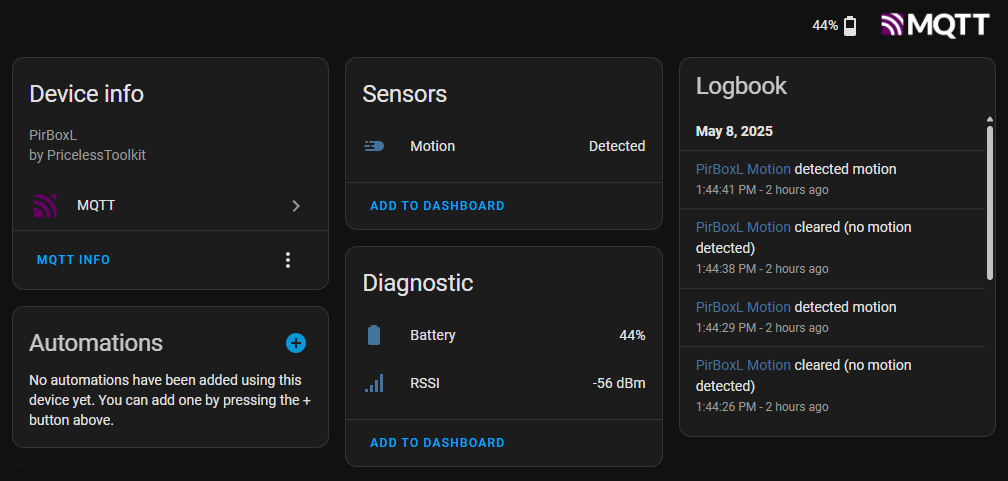 44%
MQTT
Device info
PirBoxL
by PricelessToolkit
MQTT
MQTT INFO
Automations
No automations have been added using this
device yet. You can add one by pressing the +
button above.
Sensors
Motion Detected
ADD TO DASHBOARD
Diagnostic
Battery 44%
RSSI -56 dBm
ADD TO DASHBOARD
Logbook
May 8, 2025
PirBoxL Motion detected motion
1:44:41 PM - 2 hours ago
PirBoxL Motion cleared (no motion
detected)
1:44:38 PM - 2 hours ago
PirBoxL Motion detected motion
1:44:29 PM - 2 hours ago
PirBoxL Motion cleared (no motion
detected)
1:44:26 PM - 2 hours ago